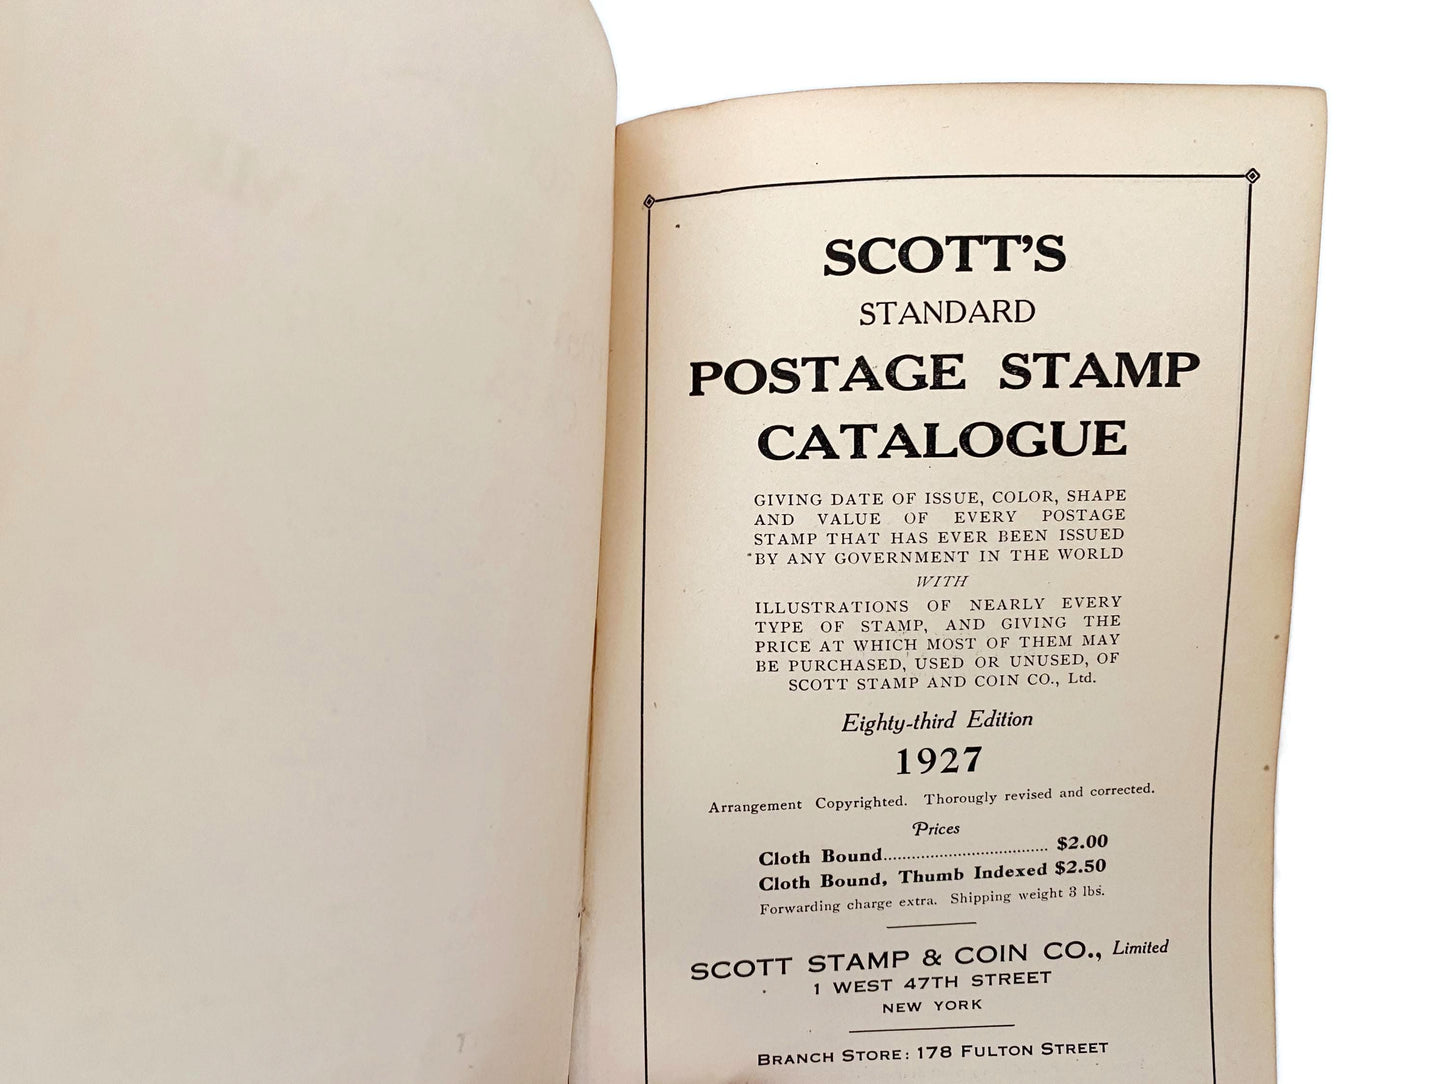 SCOTT'S
STANDARD
POSTAGE STAMP
CATALOGUE
GIVING DATE OF ISSUE, COLOR, SHAPE
AND VALUE OF EVERY POSTAGE
STAMP THAT HAS EVER BEEN ISSUED
BY ANY GOVERNMENT IN THE WORLD
WITH
ILLUSTRATIONS OF NEARLY EVERY
TYPE OF STAMP, AND GIVING THE
PRICE AT WHICH MOST OF THEM MAY
BE PURCHASED, USED OR UNUSED, OF
SCOTT STAMP AND COIN CO., Ltd.
Eighty-third Edition
1927
Arrangement Copyrighted. Thorougly revised and corrected.
Prices
Cloth Bound.................................. $2.00
Cloth Bound, Thumb Indexed $2.50
Forwarding charge extra. Shipping weight 3 lbs.
SCOTT STAMP & COIN CO., Limited
1 WEST 47TH STREET
NEW YORK
BRANCH STORE: 178 FULTON STREET